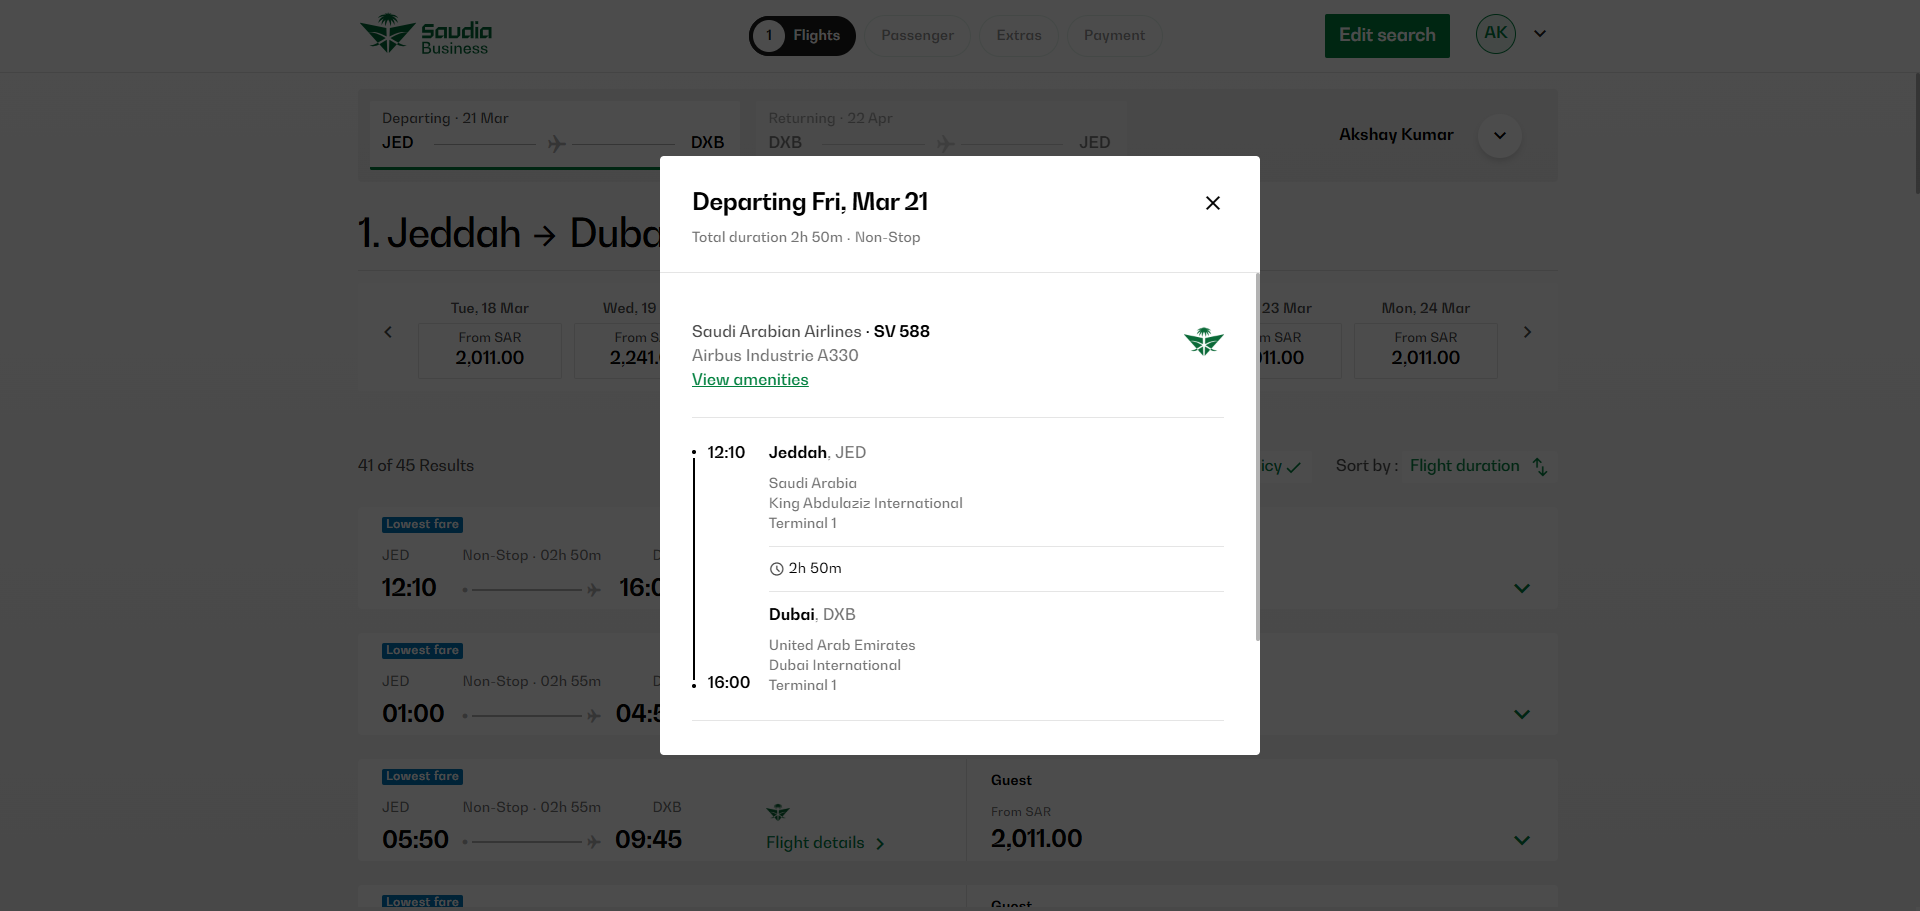 Saudia
Business
1 Flights
Passenger
Extras
Payment
Edit search
AK
Departing · 21 Mar
JED
DXB
Returning · 22 Apr
DXB
JED
Akshay Kumar
1. Jeddah → Duba
Tue, 18 Mar
From SAR
2,011.00
Wed, 19
From S
2,241.
23 Mar
m SAR
11.00
Mon, 24 Mar
From SAR
2,011.00
41 of 45 Results
icy
Sort by : Flight duration
Lowest fare
JED Non-Stop · 02h 50m
12:10 16:0
Lowest fare
JED Non-Stop · 02h 55m
01:00 04:5
Lowest fare
JED Non-Stop · 02h 55m DXB
05:50 09:45
Flight details
Guest
From SAR
2,011.00
Lowest fare
Guest
Departing Fri, Mar 21
Total duration 2h 50m · Non-Stop
Saudi Arabian Airlines · SV 588
Airbus Industrie A330
View amenities
12:10 Jeddah, JED
Saudi Arabia
King Abdulaziz International
Terminal 1
2h 50m
Dubai, DXB
United Arab Emirates
Dubai International
16:00 Terminal 1